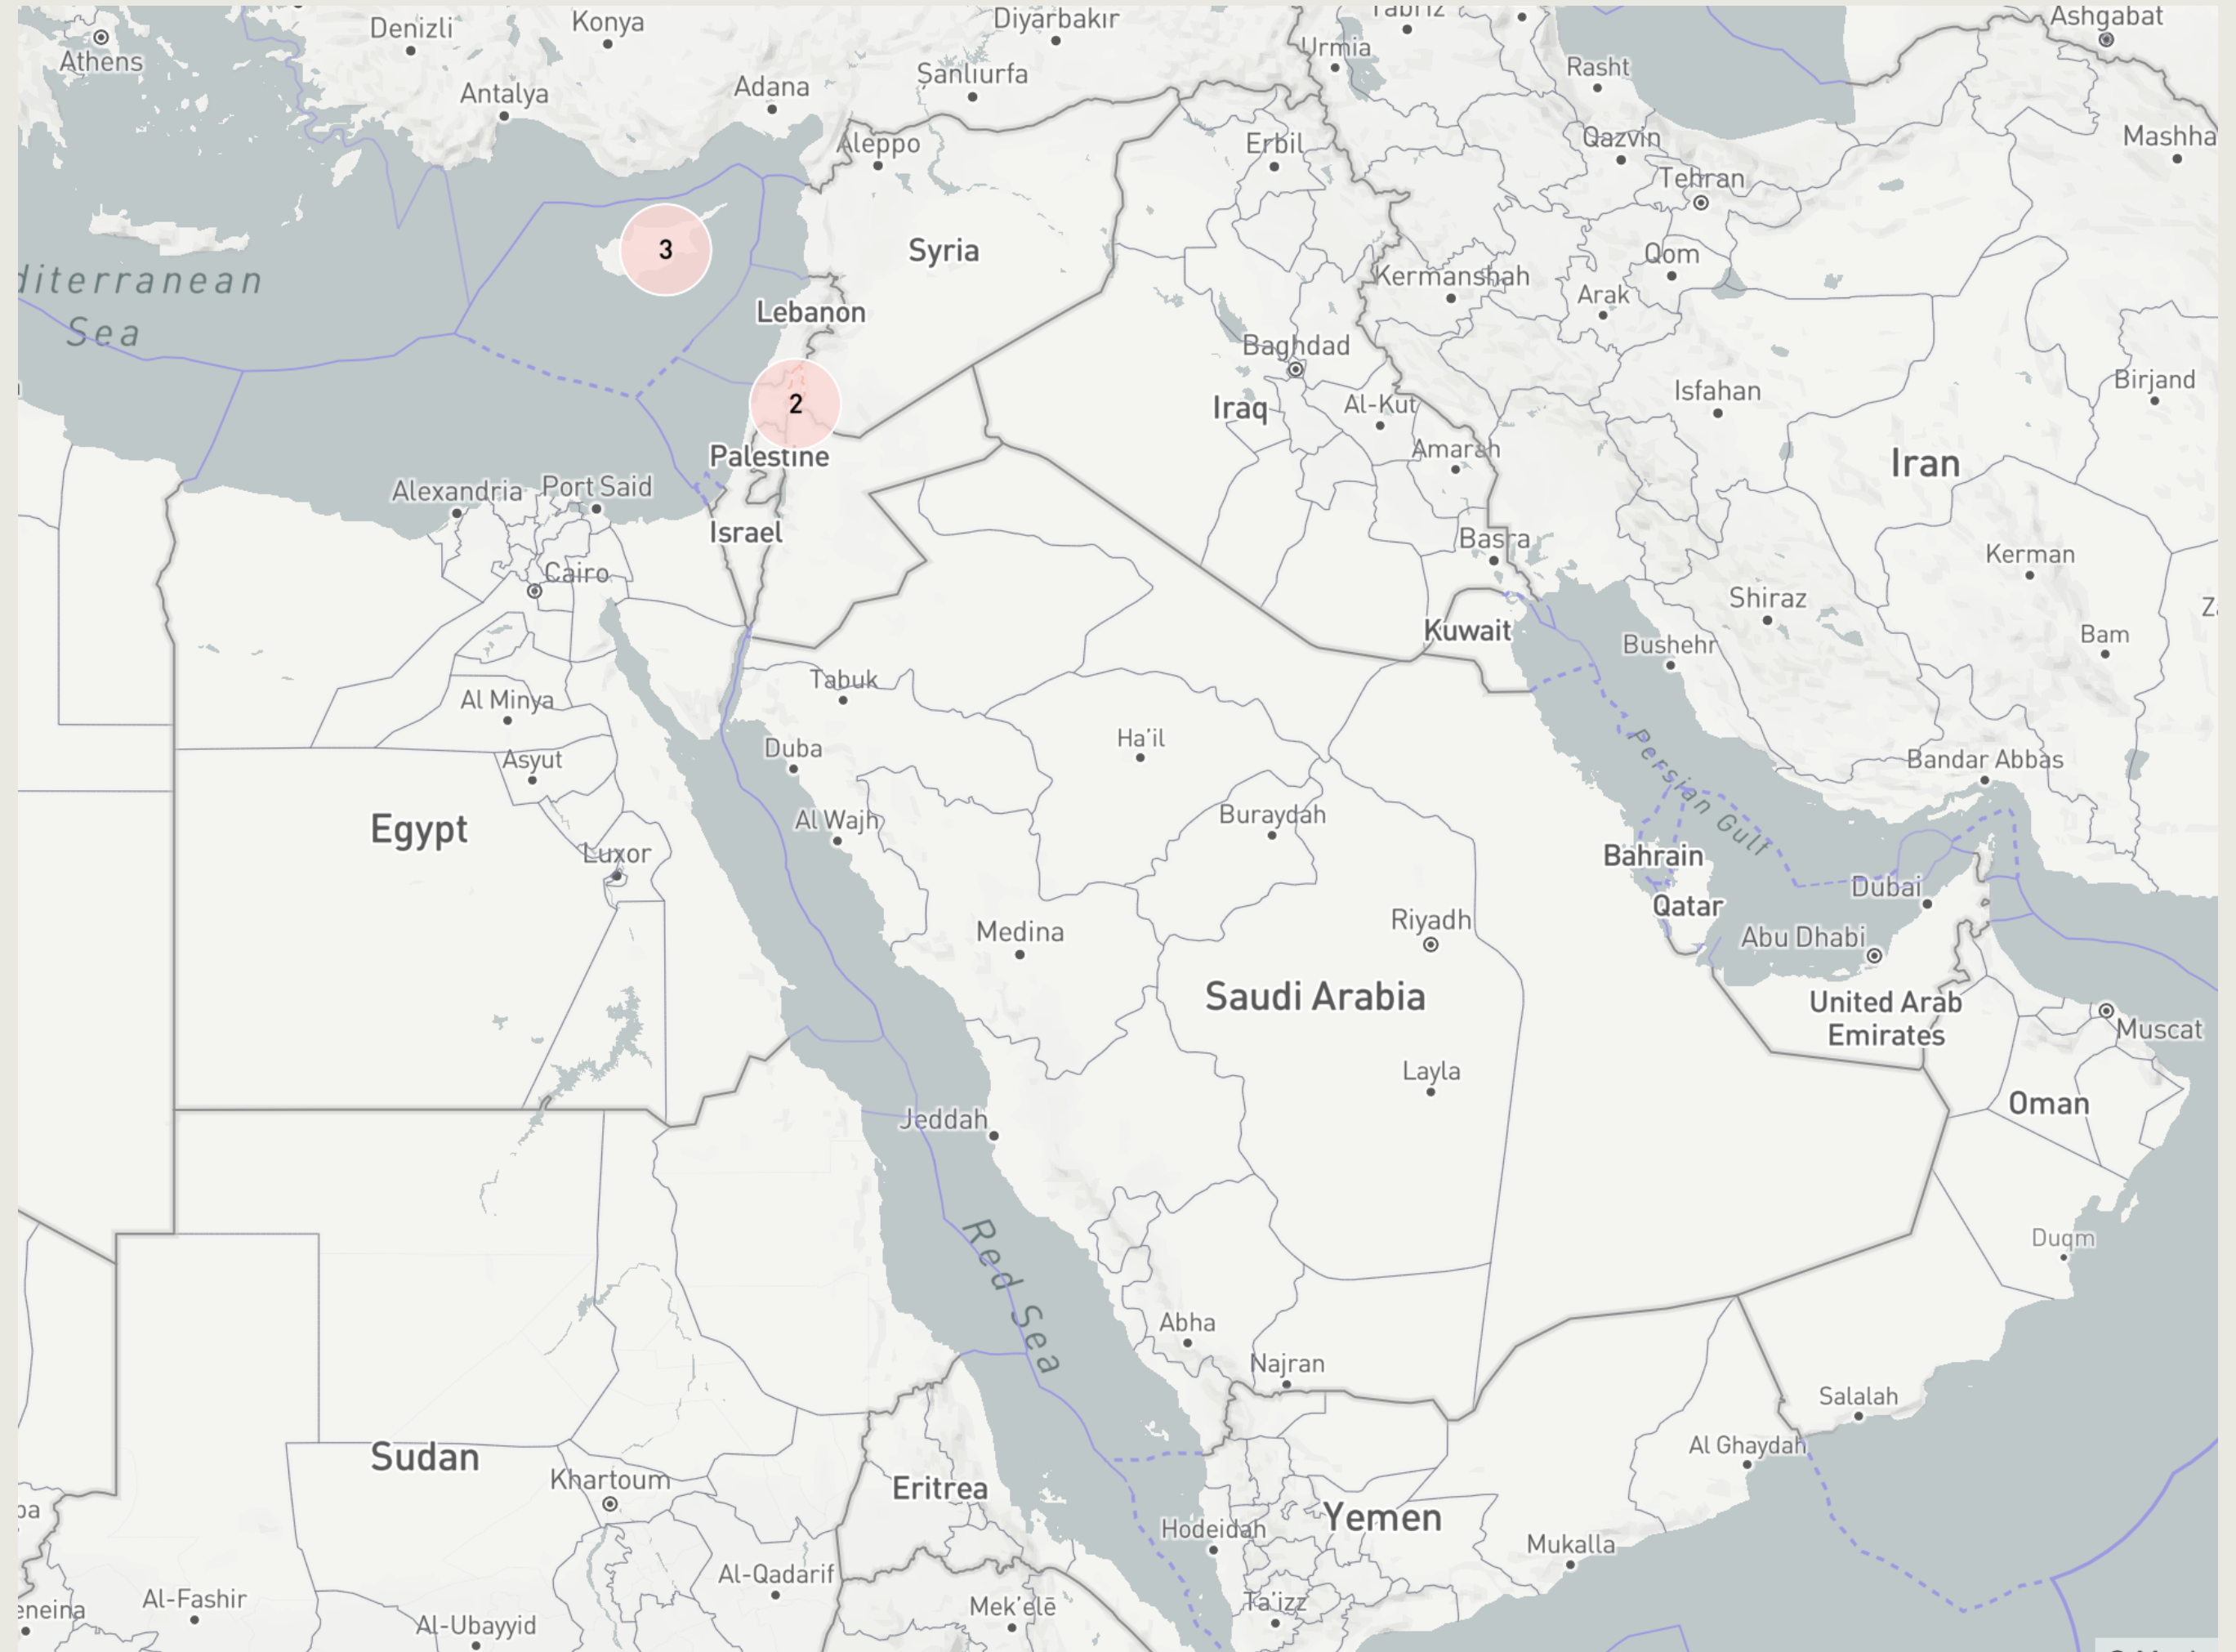 Denizli
Konya
Diyarbakır
Tabriz
Ashgabat
Athens
Urmia
Rasht
Antalya
Adana
Şanlıurfa
Aleppo
Erbil
Qazvin
Mashha
Tehran
3
Syria
Qom
diterranean
Sea
Kermanshah
Arak
Lebanon
Baghdad
Birjand
2
Iraq
Al-Kut
Isfahan
Palestine
Amarah
Iran
Alexandria
Port Said
Israel
Basra
Kerman
Cairo
Shiraz
Kuwait
Bushehr
Bam
Al Minya
Tabuk
Duba
Ha'il
Persian Gulf
Bandar Abbas
Asyut
Egypt
Al Wajh
Buraydah
Luxor
Bahrain
Dubai
Qatar
Medina
Riyadh
Abu Dhabi
Saudi Arabia
United Arab
Emirates
Muscat
Layla
Oman
Jeddah
Red Sea
Duqm
Abha
Najran
Salalah
Sudan
Al Ghaydah
Khartoum
Eritrea
Yemen
ba
Hodeidah
Mukalla
Al-Fashir
Al-Qadarif
eneina
Al-Ubayyid
Mek'elē
Ta'izz